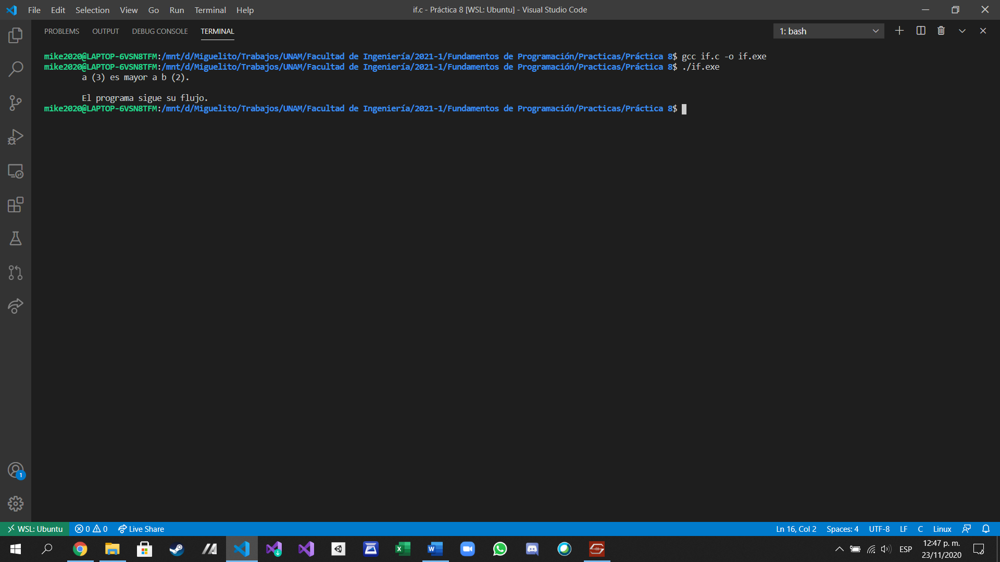 File Edit Selection View Go Run Terminal Help
if.c - Práctica 8 [WSL: Ubuntu] - Visual Studio Code
PROBLEMS OUTPUT DEBUG CONSOLE TERMINAL
1: bash
mike2020@LAPTOP-6VSN8TFM:/mnt/d/Miguelito/Trabajos/UNAM/Facultad de Ingeniería/2021-1/Fundamentos de Programación/Practicas/Práctica 8$ gcc if.c -o if.exe
mike2020@LAPTOP-6VSN8TFM:/mnt/d/Miguelito/Trabajos/UNAM/Facultad de Ingeniería/2021-1/Fundamentos de Programación/Practicas/Práctica 8$ ./if.exe
a (3) es mayor a b (2).
El programa sigue su flujo.
mike2020@LAPTOP-6VSN8TFM:/mnt/d/Miguelito/Trabajos/UNAM/Facultad de Ingeniería/2021-1/Fundamentos de Programación/Practicas/Práctica 8$
1
WSL: Ubuntu 0 0 Live Share
Ln 16, Col 2 Spaces: 4 UTF-8 LF C Linux
ESP
12:47 p. m.
23/11/2020